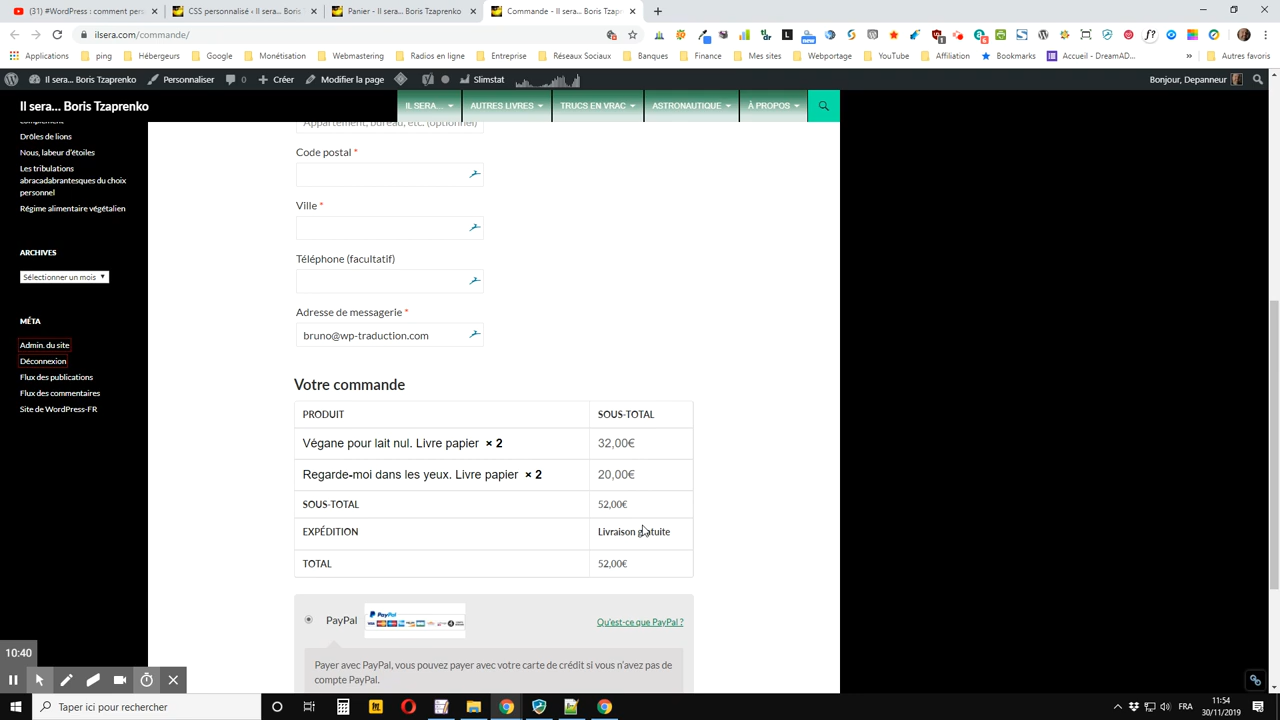 (31) #WordPress : comment pers
CSS personnalisé ‹ Il sera... Boris
Panier - Il sera... Boris Tzaprenko
Commande - Il sera... Boris Tzapr
ilsera.com/commande/
Applications
ping
Hébergeurs
Google
Monétisation
Webmastering
Radios en ligne
Entreprise
Réseaux Sociaux
Banques
Finance
Mes sites
Webportage
YouTube
Affiliation
Bookmarks
Accueil - DreamAD...
»
Autres favoris
Il sera... Boris Tzaprenko
Personnaliser
0
Créer
Modifier la page
Slimstat
Bonjour, Depanneur
Il sera... Boris Tzaprenko
IL SERA...
AUTRES LIVRES
TRUCS EN VRAC
ASTRONAUTIQUE
À PROPOS
complément
Drôles de lions
Nous, labeur d'étoiles
Les tribulations
abracadabrantesques du choix
personnel
Régime alimentaire végétalien
ARCHIVES
Sélectionner un mois
MÉTA
Admin. du site
Déconnexion
Flux des publications
Flux des commentaires
Site de WordPress-FR
Appartement, bureau, etc. (optionnel)
Code postal *
Ville *
Téléphone (facultatif)
Adresse de messagerie *
bruno@wp-traduction.com
Votre commande
PRODUIT SOUS-TOTAL
Végane pour lait nul. Livre papier × 2 32,00€
Regarde-moi dans les yeux. Livre papier × 2 20,00€
SOUS-TOTAL 52,00€
EXPÉDITION Livraison gratuite
TOTAL 52,00€
PayPal
PayPal
Qu'est-ce que PayPal ?
Payer avec PayPal, vous pouvez payer avec votre carte de crédit si vous n'avez pas de
compte PayPal.
10:40
Taper ici pour rechercher
FRA
11:54
30/11/2019